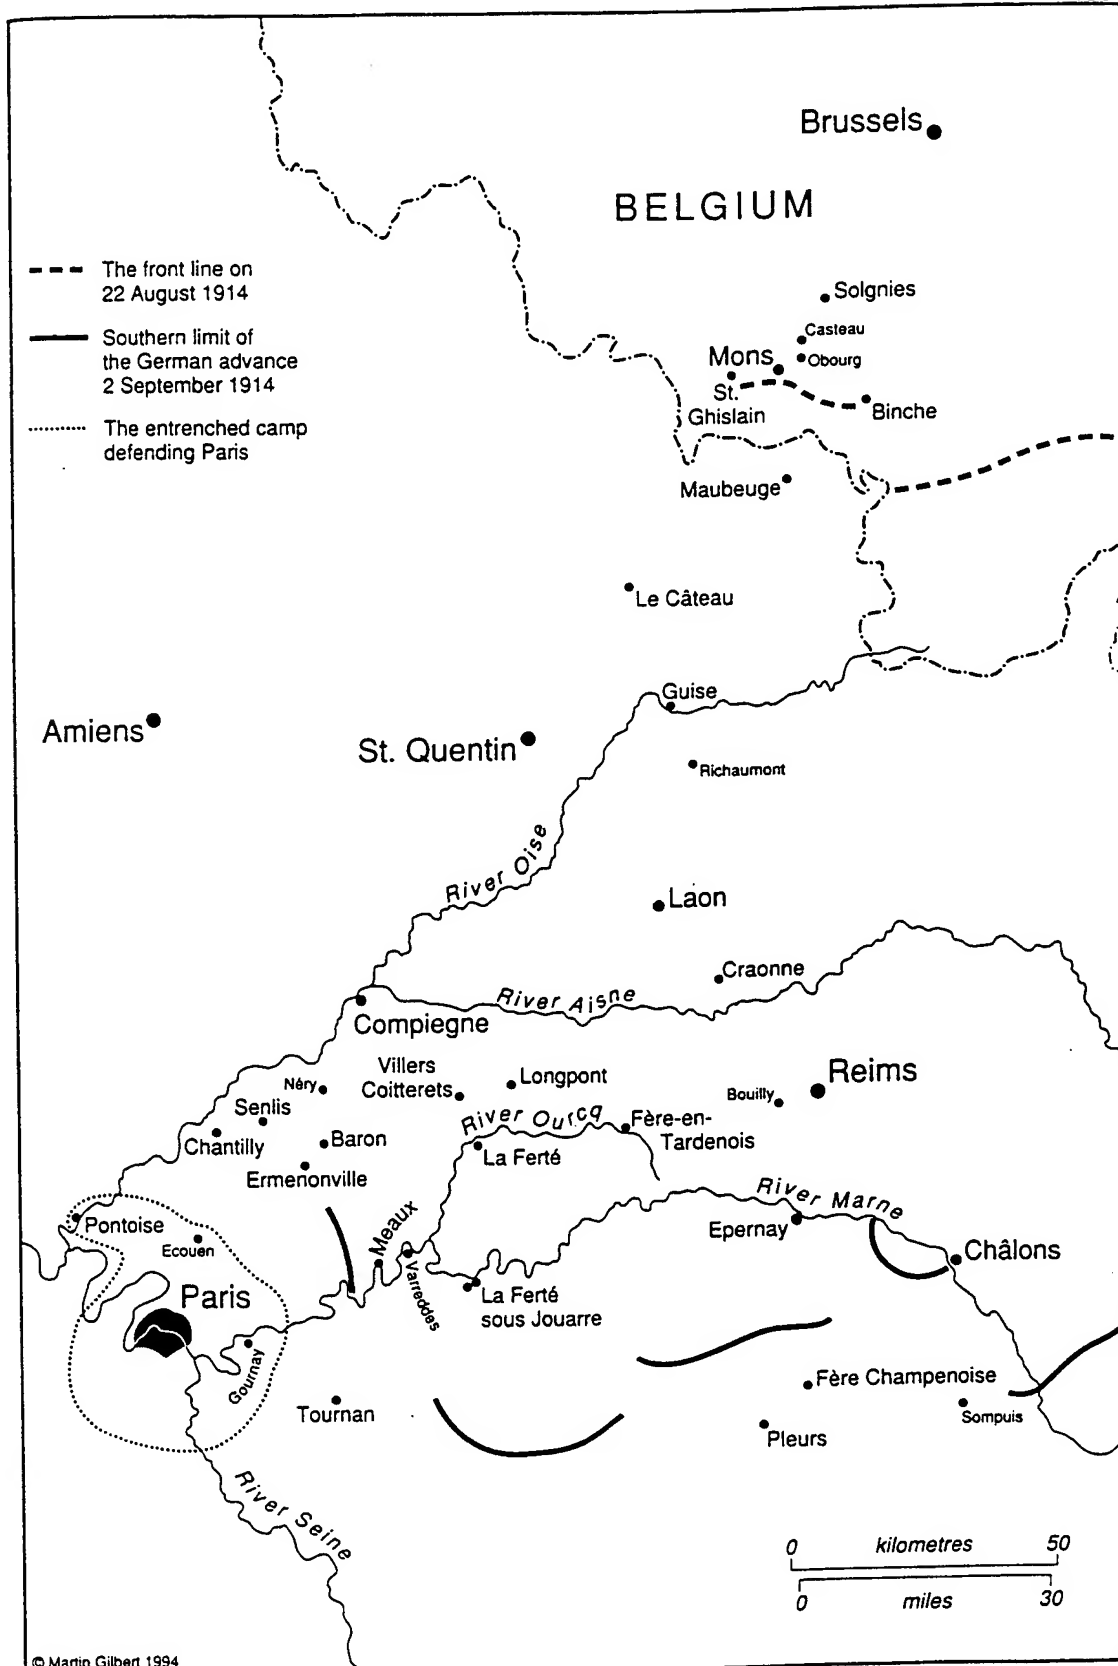 Brussels
BELGIUM
The front line on
22 August 1914
Southern limit of
the German advance
2 September 1914
The entrenched camp
defending Paris
Solgnies
Casteau
Mons
Obourg
St.
Ghislain
Binche
Maubeuge
Le Câteau
Guise
Amiens
St. Quentin
Richaumont
River Oise
Laon
Craonne
River Aisne
Compiegne
Villers
Coitterets
Longpont
Reims
Néry
Bouilly
Senlis
River Ourcq
Fère-en-
Tardenois
Chantilly
Baron
La Ferté
Ermenonville
River Marne
Pontoise
Meaux
Epernay
Ecouen
Châlons
Varreddes
Paris
La Ferté
sous Jouarre
Gournay
Fère Champenoise
Tournan
Sompuis
Pleurs
River Seine
0 kilometres 50
0 miles 30
© Martin Gilbert 1994